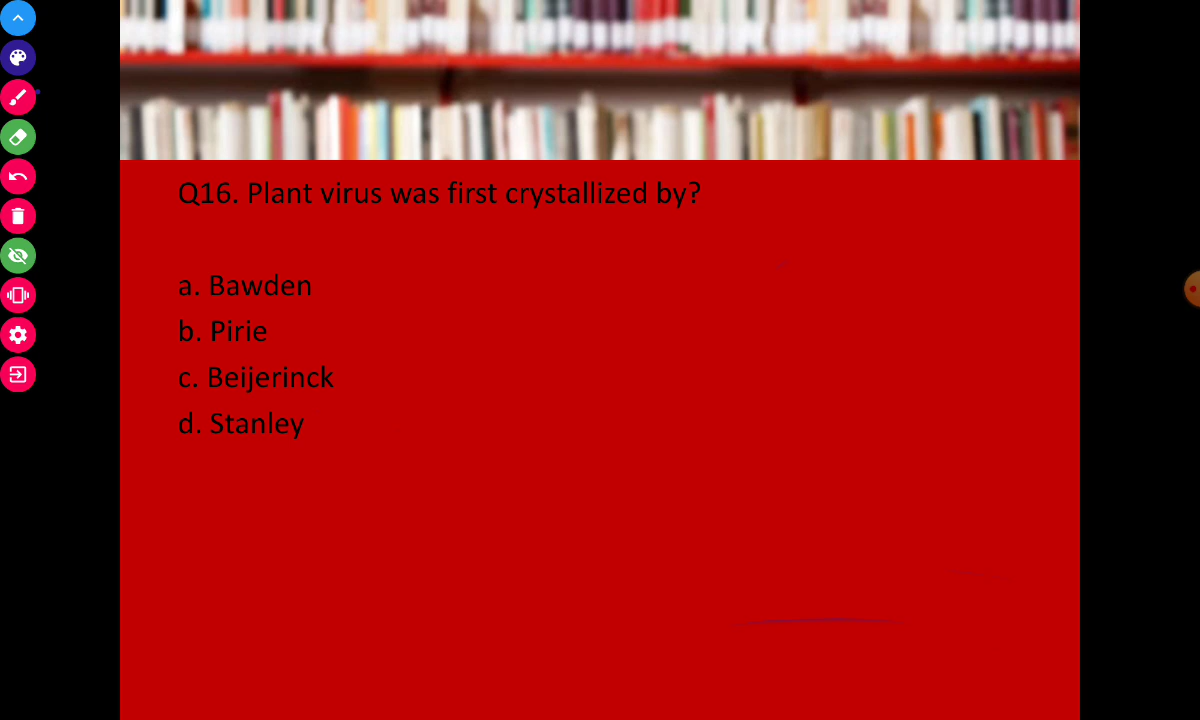 Q16. Plant virus was first crystallized by?
a. Bawden
b. Pirie
c. Beijerinck
d. Stanley